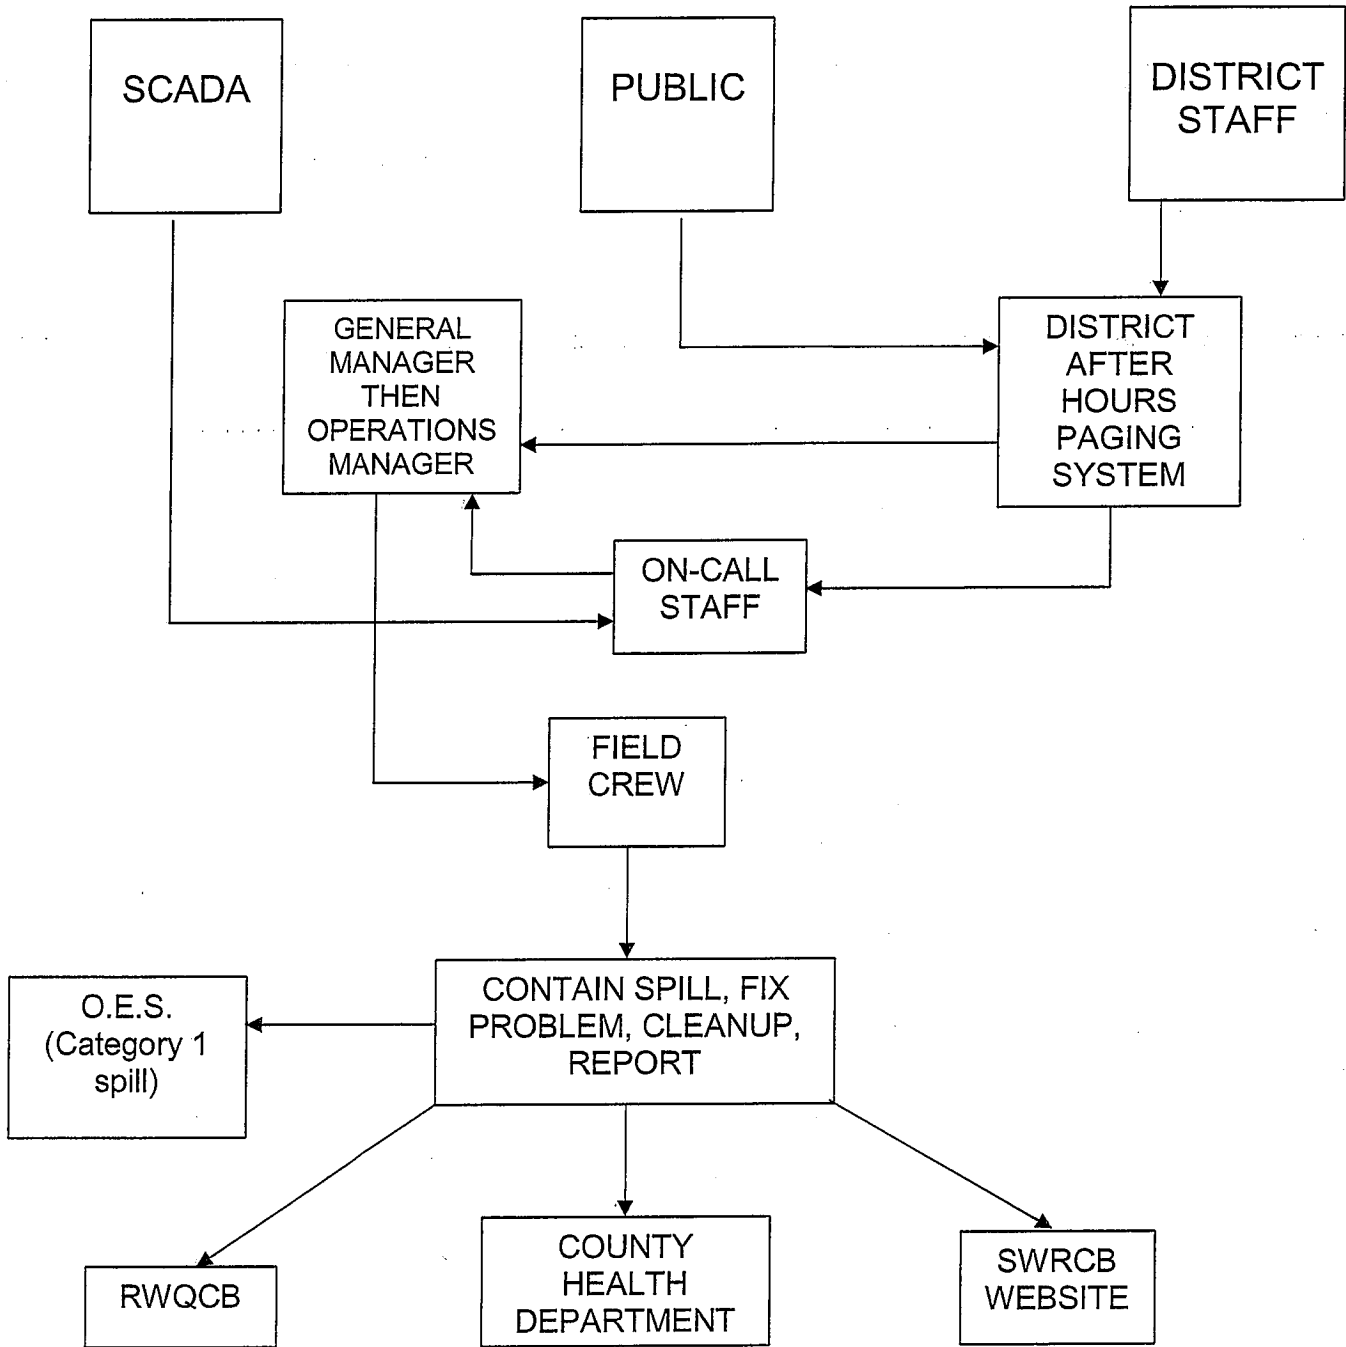 SCADA
PUBLIC
DISTRICT
STAFF
GENERAL
MANAGER
THEN
OPERATIONS
MANAGER
DISTRICT
AFTER
HOURS
PAGING
SYSTEM
ON-CALL
STAFF
FIELD
CREW
O.E.S.
(Category 1
spill)
CONTAIN SPILL, FIX
PROBLEM, CLEANUP,
REPORT
RWQCB
COUNTY
HEALTH
DEPARTMENT
SWRCB
WEBSITE